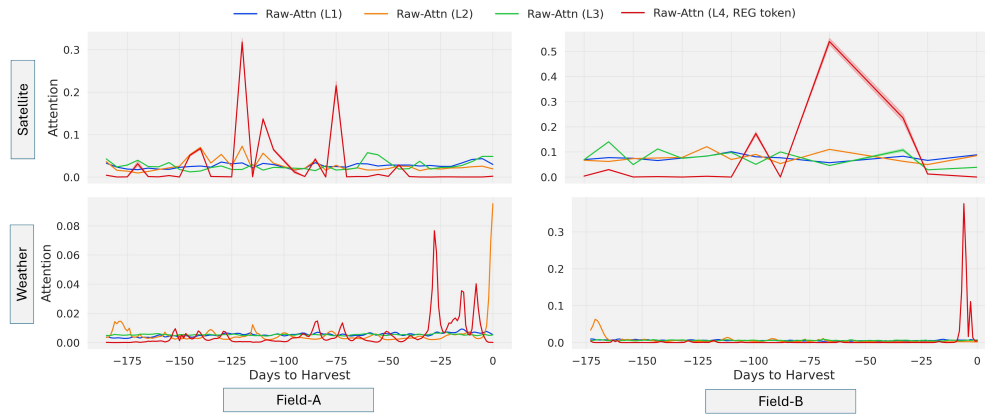 Raw-Attn (L1) Raw-Attn (L2) Raw-Attn (L3) Raw-Attn (L4, REG token)
Satellite
Attention
0.3
0.2
0.1
0.0
0.5
0.4
0.3
0.2
0.1
0.0
Weather
Attention
0.08
0.06
0.04
0.02
0.00
0.3
0.2
0.1
0.0
−175 −150 −125 −100 −75 −50 −25 0
−175 −150 −125 −100 −75 −50 −25 0
Days to Harvest Days to Harvest
Field-A Field-B